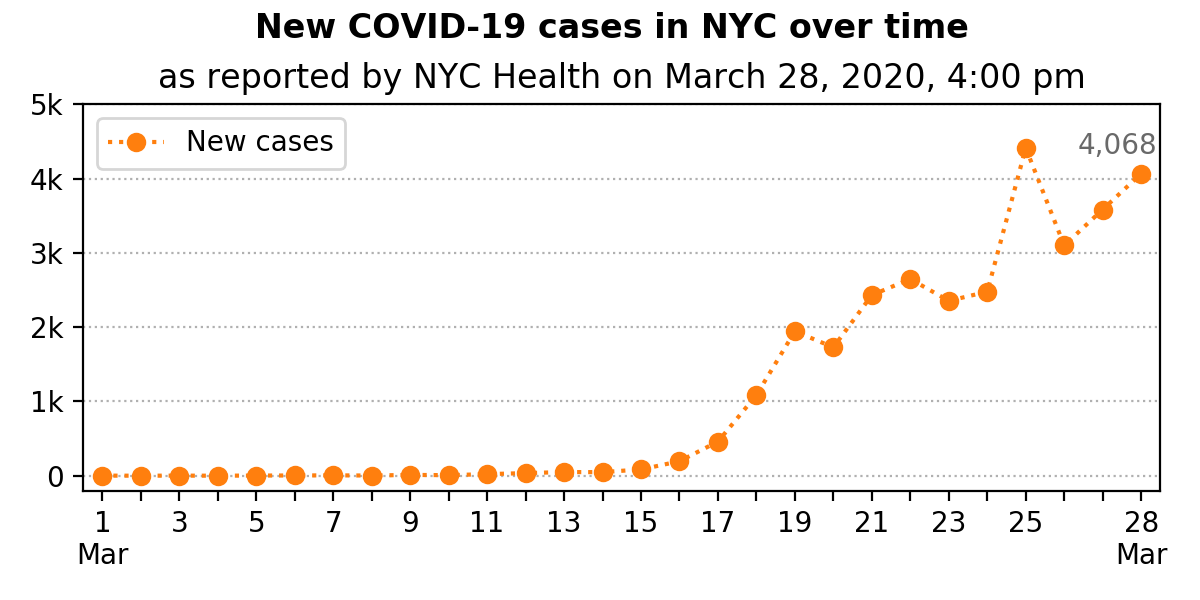 New COVID-19 cases in NYC over time
as reported by NYC Health on March 28, 2020, 4:00 pm
5k
New cases
4,068
4k
3k
2k
1k
0
1 3 5 7 9 11 13 15 17 19 21 23 25 28
Mar Mar